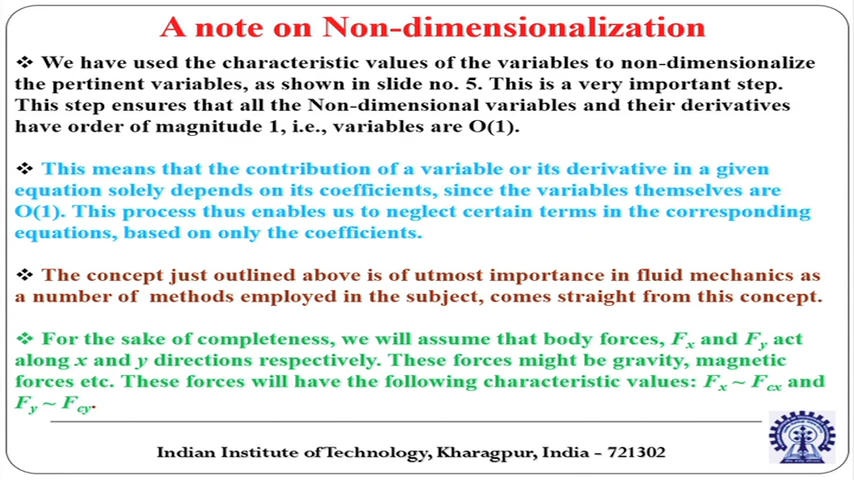 A note on Non-dimensionalization
❖ We have used the characteristic values of the variables to non-dimensionalize
the pertinent variables, as shown in slide no. 5. This is a very important step.
This step ensures that all the Non-dimensional variables and their derivatives
have order of magnitude 1, i.e., variables are O(1).
❖ This means that the contribution of a variable or its derivative in a given
equation solely depends on its coefficients, since the variables themselves are
O(1). This process thus enables us to neglect certain terms in the corresponding
equations, based on only the coefficients.
❖ The concept just outlined above is of utmost importance in fluid mechanics as
a number of methods employed in the subject, comes straight from this concept.
❖ For the sake of completeness, we will assume that body forces, Fx and Fy act
along x and y directions respectively. These forces might be gravity, magnetic
forces etc. These forces will have the following characteristic values: Fx ~ Fcx and
Fy ~ Fcy.
Indian Institute of Technology, Kharagpur, India - 721302